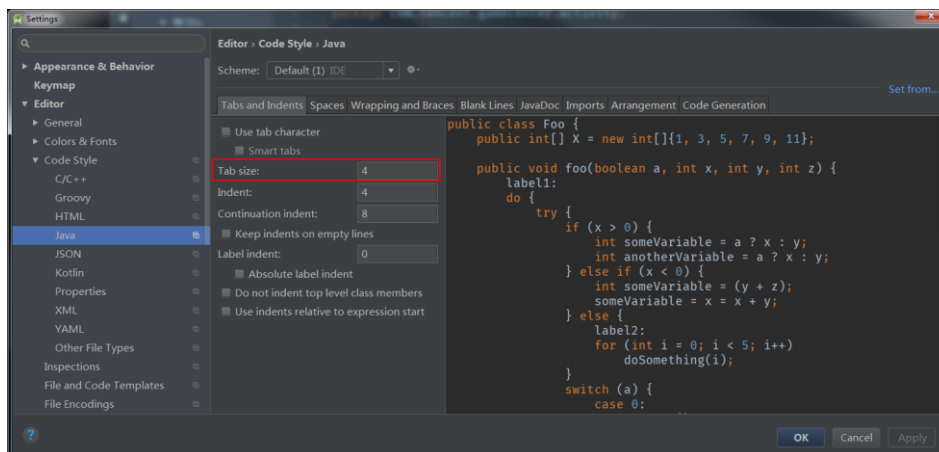 Settings
Editor › Code Style › Java
Appearance & Behavior
Keymap
Editor
General
Colors & Fonts
Code Style
C/C++
Groovy
HTML
Java
JSON
Kotlin
Properties
XML
YAML
Other File Types
Inspections
File and Code Templates
File Encodings
Scheme: Default (1) IDE
Set from...
Tabs and Indents Spaces Wrapping and Braces Blank Lines JavaDoc Imports Arrangement Code Generation
Use tab character
Smart tabs
Tab size: 4
Indent: 4
Continuation indent: 8
Keep indents on empty lines
Label indent: 0
Absolute label indent
Do not indent top level class members
Use indents relative to expression start
public class Foo {
public int[] X = new int[]{1, 3, 5, 7, 9, 11};
public void foo(boolean a, int x, int y, int z) {
label1:
do {
try {
if (x > 0) {
int someVariable = a ? x : y;
int anotherVariable = a ? x : y;
} else if (x < 0) {
int someVariable = (y + z);
someVariable = x = x + y;
} else {
label2:
for (int i = 0; i < 5; i++)
doSomething(i);
}
switch (a) {
case 0:
?
OK Cancel Apply